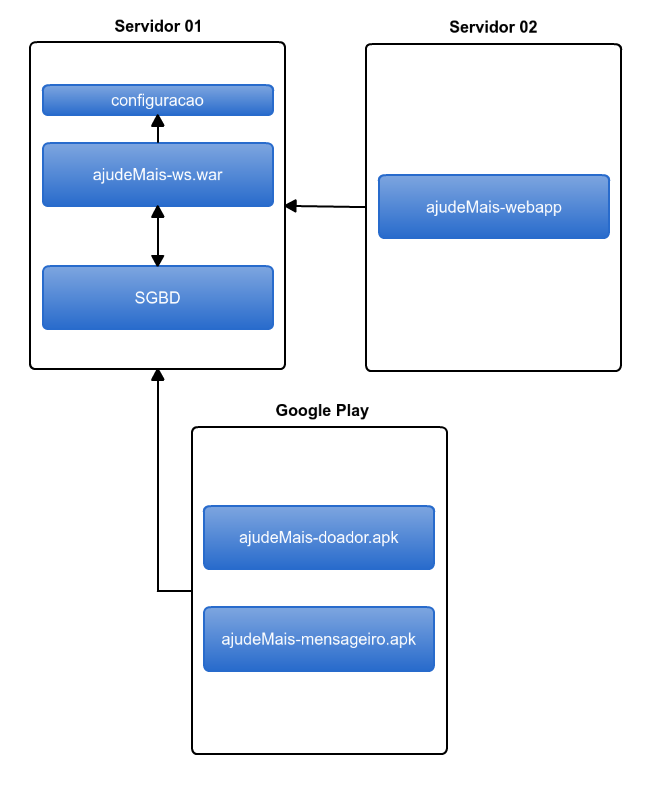 Servidor 01
configuracao
ajudeMais-ws.war
SGBD
Servidor 02
ajudeMais-webapp
Google Play
ajudeMais-doador.apk
ajudeMais-mensageiro.apk